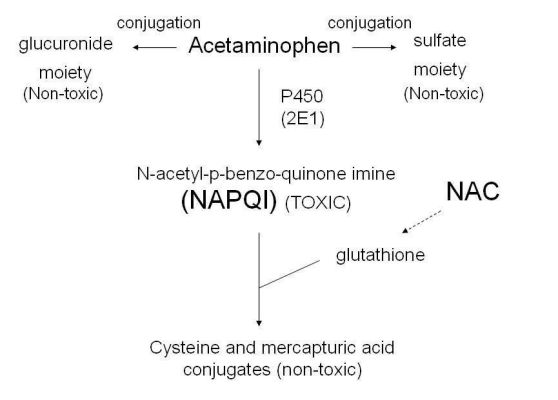 conjugation
conjugation
glucuronide
Acetaminophen
sulfate
moiety
moiety
(Non-toxic)
(Non-toxic)
P450
(2E1)
N-acetyl-p-benzo-quinone imine
(NAPQI) (TOXIC)
NAC
glutathione
Cysteine and mercapturic acid
conjugates (non-toxic)